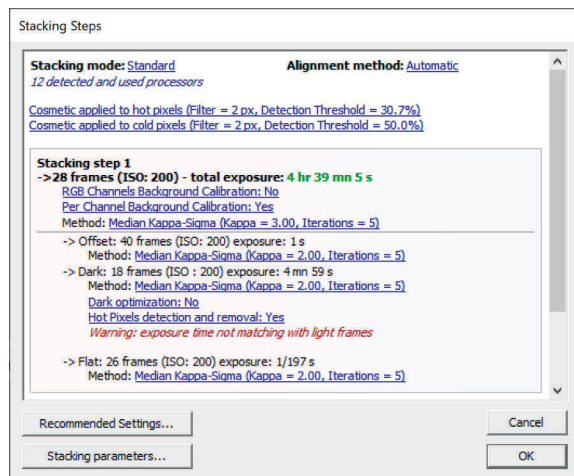 Stacking Steps
Stacking mode: Standard Alignment method: Automatic
12 detected and used processors
Cosmetic applied to hot pixels (Filter = 2 px, Detection Threshold = 30.7%)
Cosmetic applied to cold pixels (Filter = 2 px, Detection Threshold = 50.0%)
Stacking step 1
->28 frames (ISO: 200) - total exposure: 4 hr 39 mn 5 s
RGB Channels Background Calibration: No
Per Channel Background Calibration: Yes
Method: Median Kappa-Sigma (Kappa = 3.00, Iterations = 5)
-> Offset: 40 frames (ISO: 200) exposure: 1 s
Method: Median Kappa-Sigma (Kappa = 2.00, Iterations = 5)
-> Dark: 18 frames (ISO : 200) exposure: 4 mn 59 s
Method: Median Kappa-Sigma (Kappa = 2.00, Iterations = 5)
Dark optimization: No
Hot Pixels detection and removal: Yes
Warning: exposure time not matching with light frames
-> Flat: 26 frames (ISO: 200) exposure: 1/197 s
Method: Median Kappa-Sigma (Kappa = 2.00, Iterations = 5)
Recommended Settings... Cancel
Stacking parameters... OK